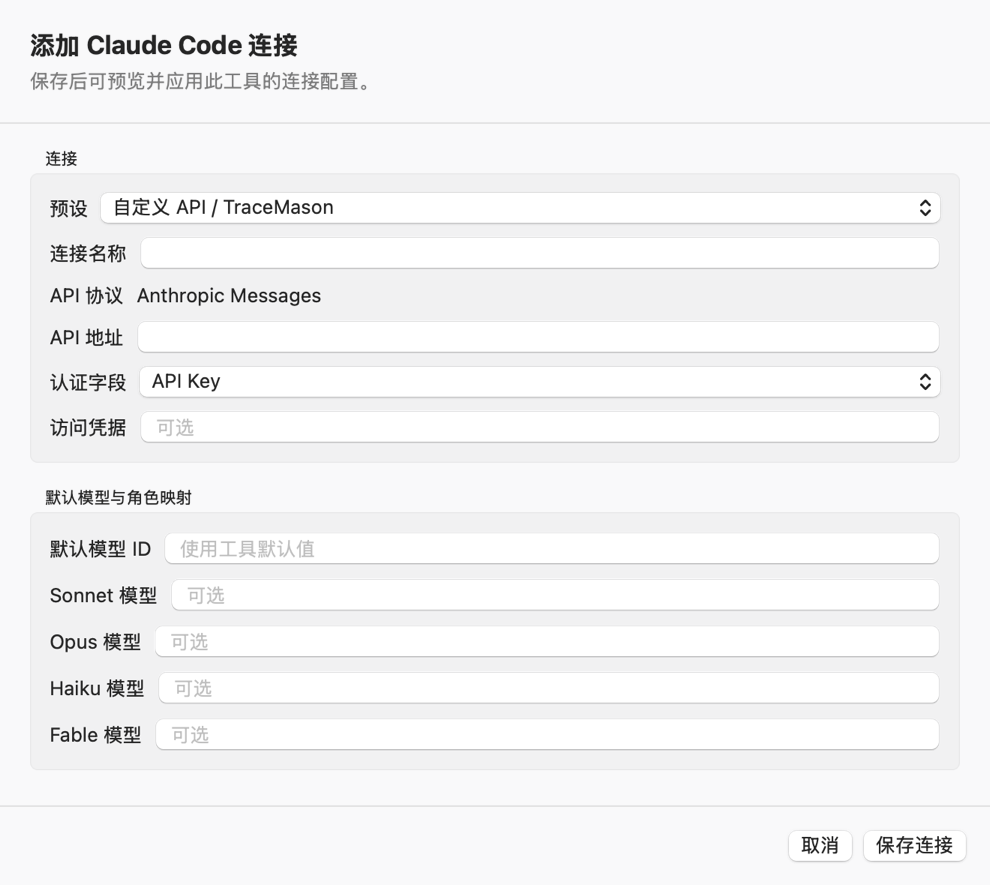 添加 Claude Code 连接
保存后可预览并应用此工具的连接配置。
连接
预设 自定义 API / TraceMason
连接名称
API 协议 Anthropic Messages
API 地址
认证字段 API Key
访问凭据 可选
默认模型与角色映射
默认模型 ID 使用工具默认值
Sonnet 模型 可选
Opus 模型 可选
Haiku 模型 可选
Fable 模型 可选
取消 保存连接